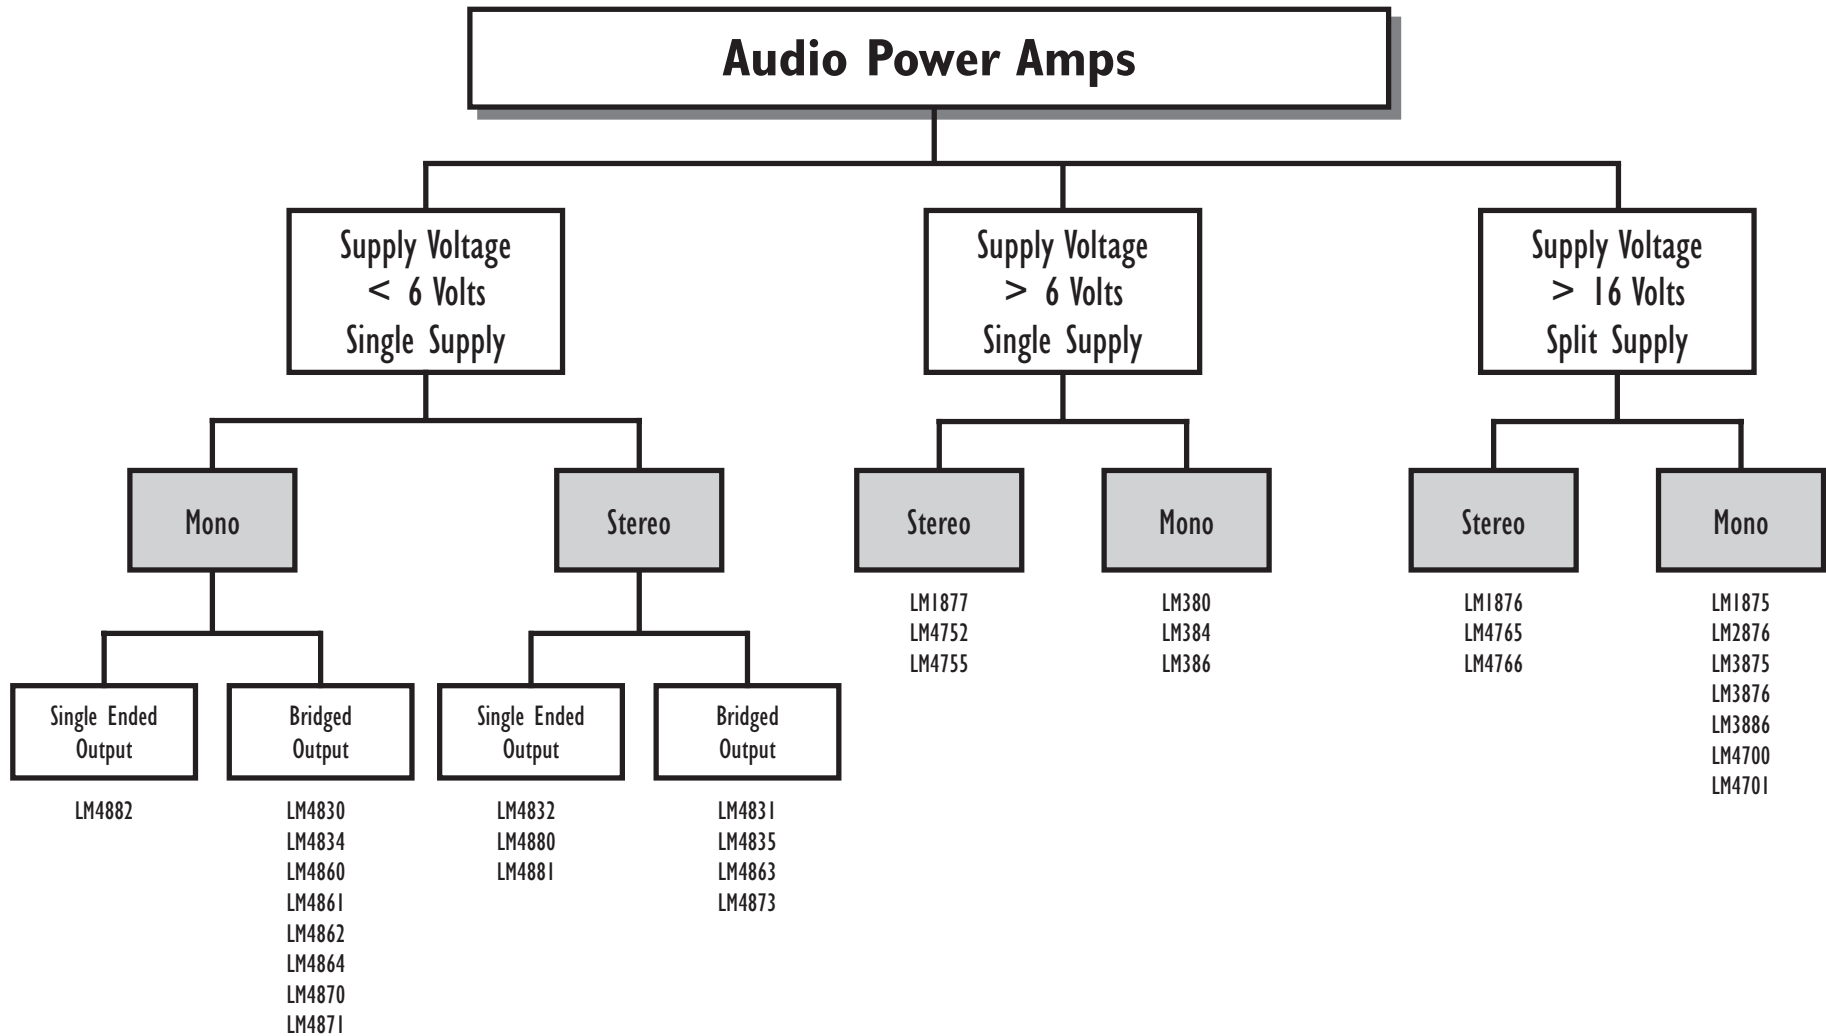 Audio Power Amps
Supply Voltage
< 6 Volts
Single Supply
Supply Voltage
> 6 Volts
Single Supply
Supply Voltage
> 16 Volts
Split Supply
Mono
Stereo
Stereo
Mono
Stereo
Mono
LM1877
LM4752
LM4755
LM380
LM384
LM386
LM1876
LM4765
LM4766
LM1875
LM2876
LM3875
LM3876
LM3886
LM4700
LM4701
Single Ended
Output
Bridged
Output
Single Ended
Output
Bridged
Output
LM4882
LM4830
LM4834
LM4860
LM4861
LM4862
LM4864
LM4870
LM4871
LM4832
LM4880
LM4881
LM4831
LM4835
LM4863
LM4873